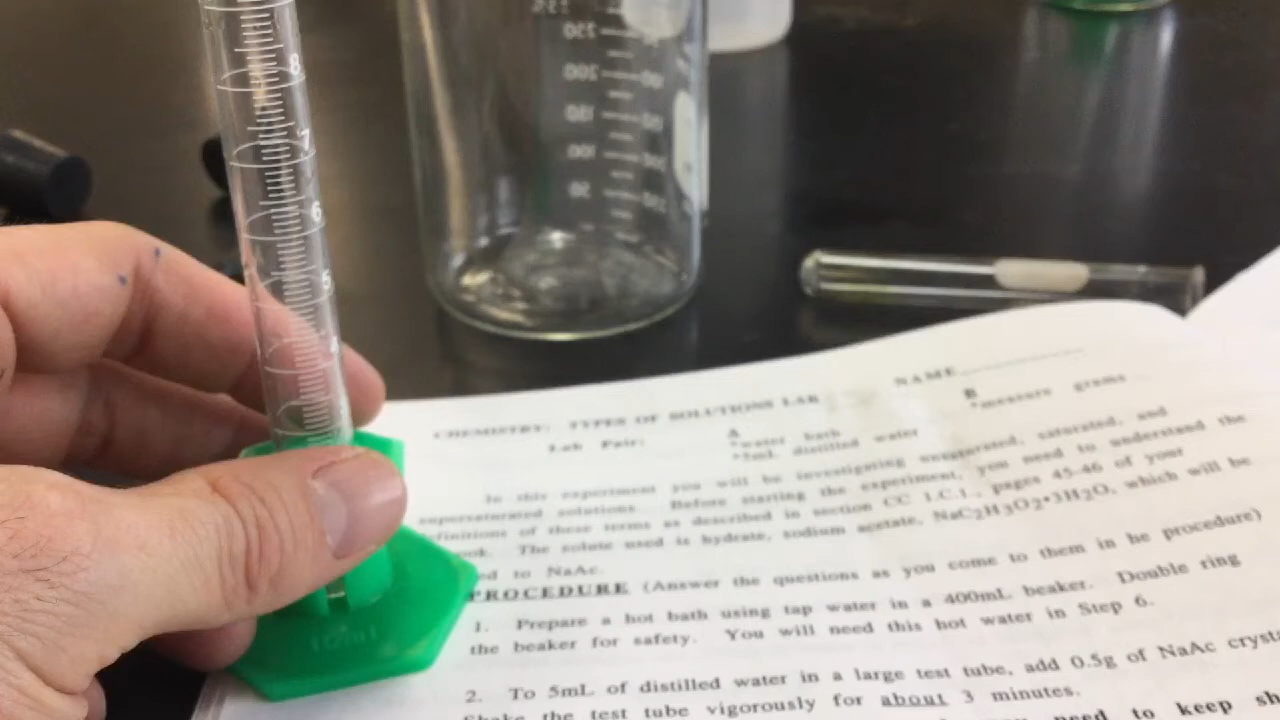 8
7
6
5
4
250
200
150
100
50
10ml
NAME
CHEMISTRY: TYPES OF SOLUTIONS LAB
Lab Pair: A B
*water bath *measure grams
*5mL distilled water
In this experiment you will be investigating unsaturated, saturated, and
supersaturated solutions. Before starting the experiment, you need to understand the
definitions of these terms as described in section CC 1.C.1., pages 45-46 of your
ook. The solute used is hydrate, sodium acetate, NaC2H3O2•3H2O, which will be
ed to NaAc.
PROCEDURE (Answer the questions as you come to them in he procedure)
1. Prepare a hot bath using tap water in a 400mL beaker. Double ring
the beaker for safety. You will need this hot water in Step 6.
2. To 5mL of distilled water in a large test tube, add 0.5g of NaAc crysta
Shake the test tube vigorously for about 3 minutes.
need to keep sh